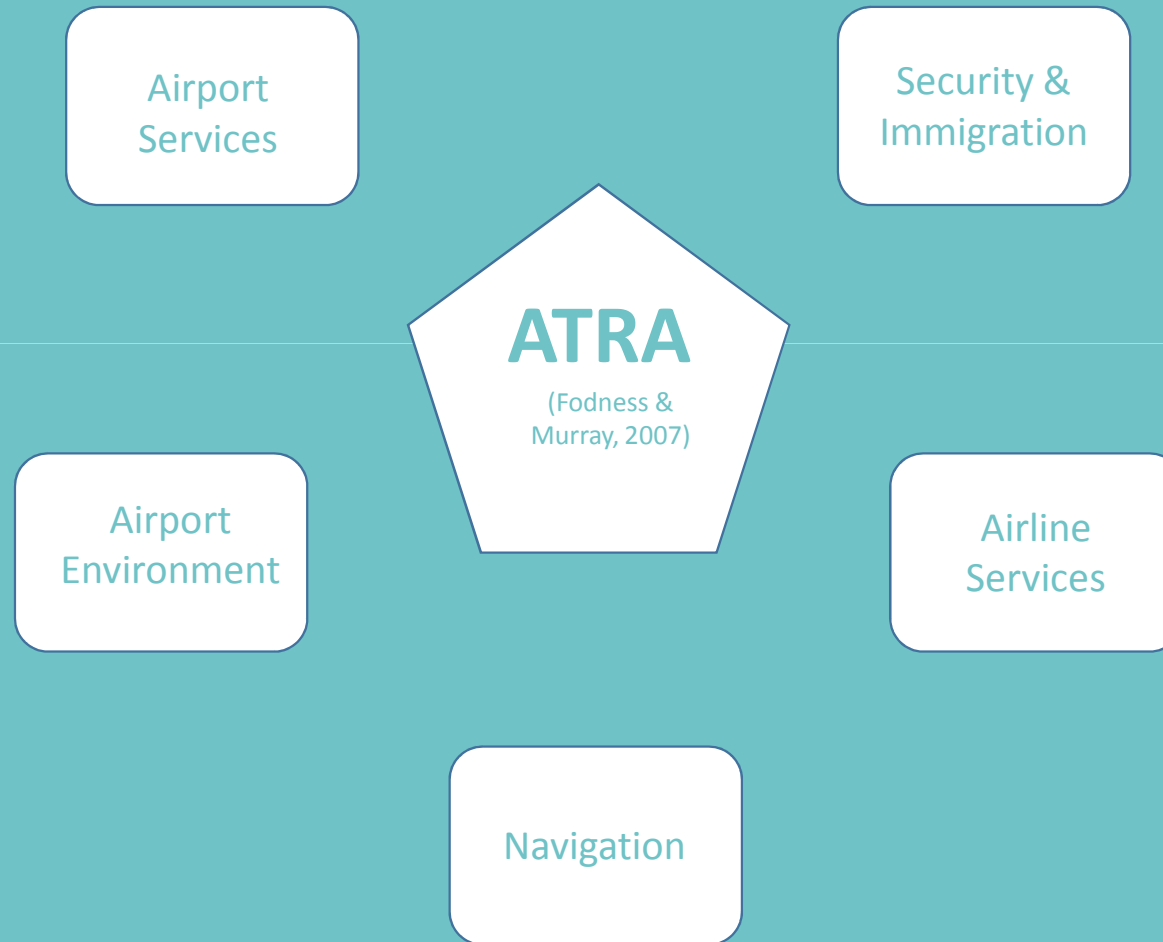 Airport
Services
Security &
Immigration
ATRA
(Fodness &
Murray, 2007)
Airport
Environment
Airline
Services
Navigation